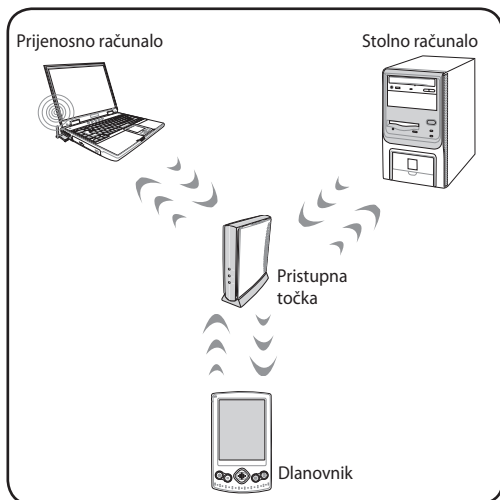 Prijenosno računalo
Stolno računalo
Pristupna
točka
Dlanovnik